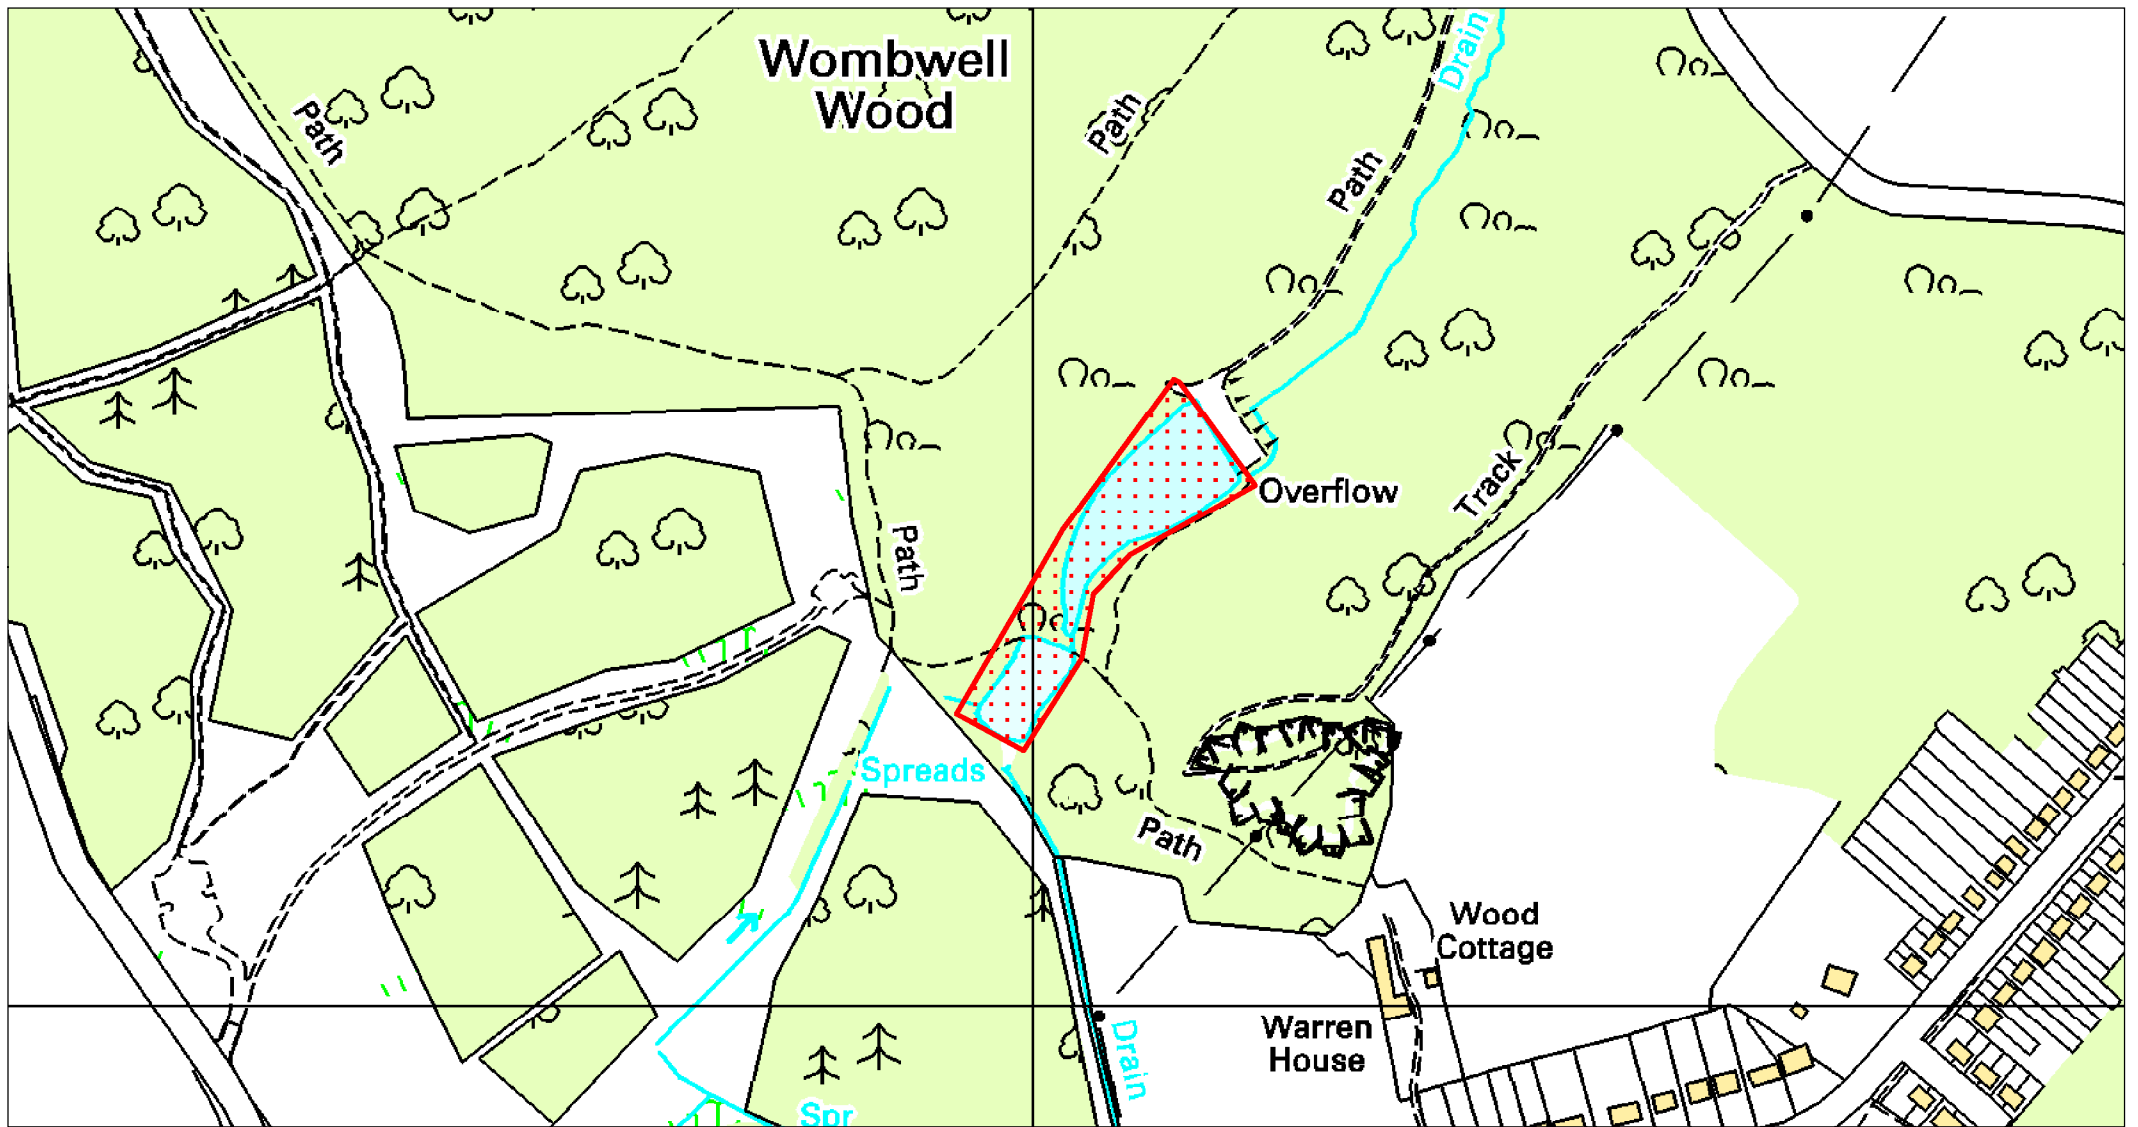 Wombwell
Wood
Drain
Path
Path
Path
Overflow
Track
Path
Spreads
Path
Wood
Cottage
Warren
House
Drain
Spr